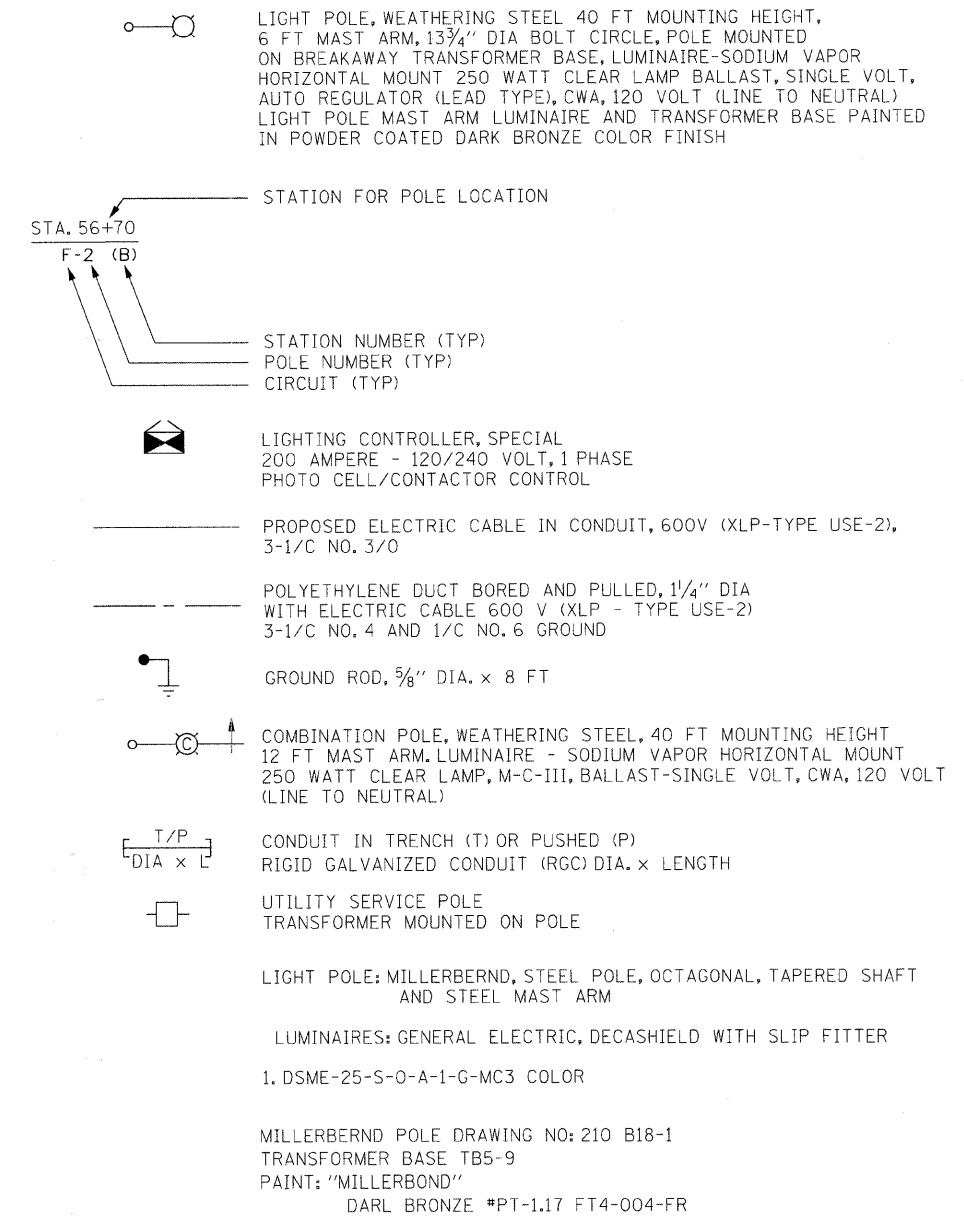 LIGHT POLE, WEATHERING STEEL 40 FT MOUNTING HEIGHT,
6 FT MAST ARM, 13¾" DIA BOLT CIRCLE, POLE MOUNTED
ON BREAKAWAY TRANSFORMER BASE, LUMINAIRE-SODIUM VAPOR
HORIZONTAL MOUNT 250 WATT CLEAR LAMP BALLAST, SINGLE VOLT,
AUTO REGULATOR (LEAD TYPE), CWA, 120 VOLT (LINE TO NEUTRAL)
LIGHT POLE MAST ARM LUMINAIRE AND TRANSFORMER BASE PAINTED
IN POWDER COATED DARK BRONZE COLOR FINISH
STATION FOR POLE LOCATION
STA. 56+70
F-2 (B)
STATION NUMBER (TYP)
POLE NUMBER (TYP)
CIRCUIT (TYP)
LIGHTING CONTROLLER, SPECIAL
200 AMPERE - 120/240 VOLT, 1 PHASE
PHOTO CELL/CONTACTOR CONTROL
PROPOSED ELECTRIC CABLE IN CONDUIT, 600V (XLP-TYPE USE-2),
3-1/C NO. 3/0
POLYETHYLENE DUCT BORED AND PULLED, 1¼" DIA
WITH ELECTRIC CABLE 600 V (XLP - TYPE USE-2)
3-1/C NO. 4 AND 1/C NO. 6 GROUND
GROUND ROD, ⅝" DIA. x 8 FT
C
COMBINATION POLE, WEATHERING STEEL, 40 FT MOUNTING HEIGHT
12 FT MAST ARM. LUMINAIRE - SODIUM VAPOR HORIZONTAL MOUNT
250 WATT CLEAR LAMP, M-C-III, BALLAST-SINGLE VOLT, CWA, 120 VOLT
(LINE TO NEUTRAL)
T/P
DIA x L
CONDUIT IN TRENCH (T) OR PUSHED (P)
RIGID GALVANIZED CONDUIT (RGC) DIA. x LENGTH
UTILITY SERVICE POLE
TRANSFORMER MOUNTED ON POLE
LIGHT POLE: MILLERBERND, STEEL POLE, OCTAGONAL, TAPERED SHAFT
AND STEEL MAST ARM
LUMINAIRES: GENERAL ELECTRIC, DECASHIELD WITH SLIP FITTER
1. DSME-25-S-O-A-1-G-MC3 COLOR
MILLERBERND POLE DRAWING NO: 210 B18-1
TRANSFORMER BASE TB5-9
PAINT: "MILLERBOND"
DARL BRONZE #PT-1.17 FT4-004-FR